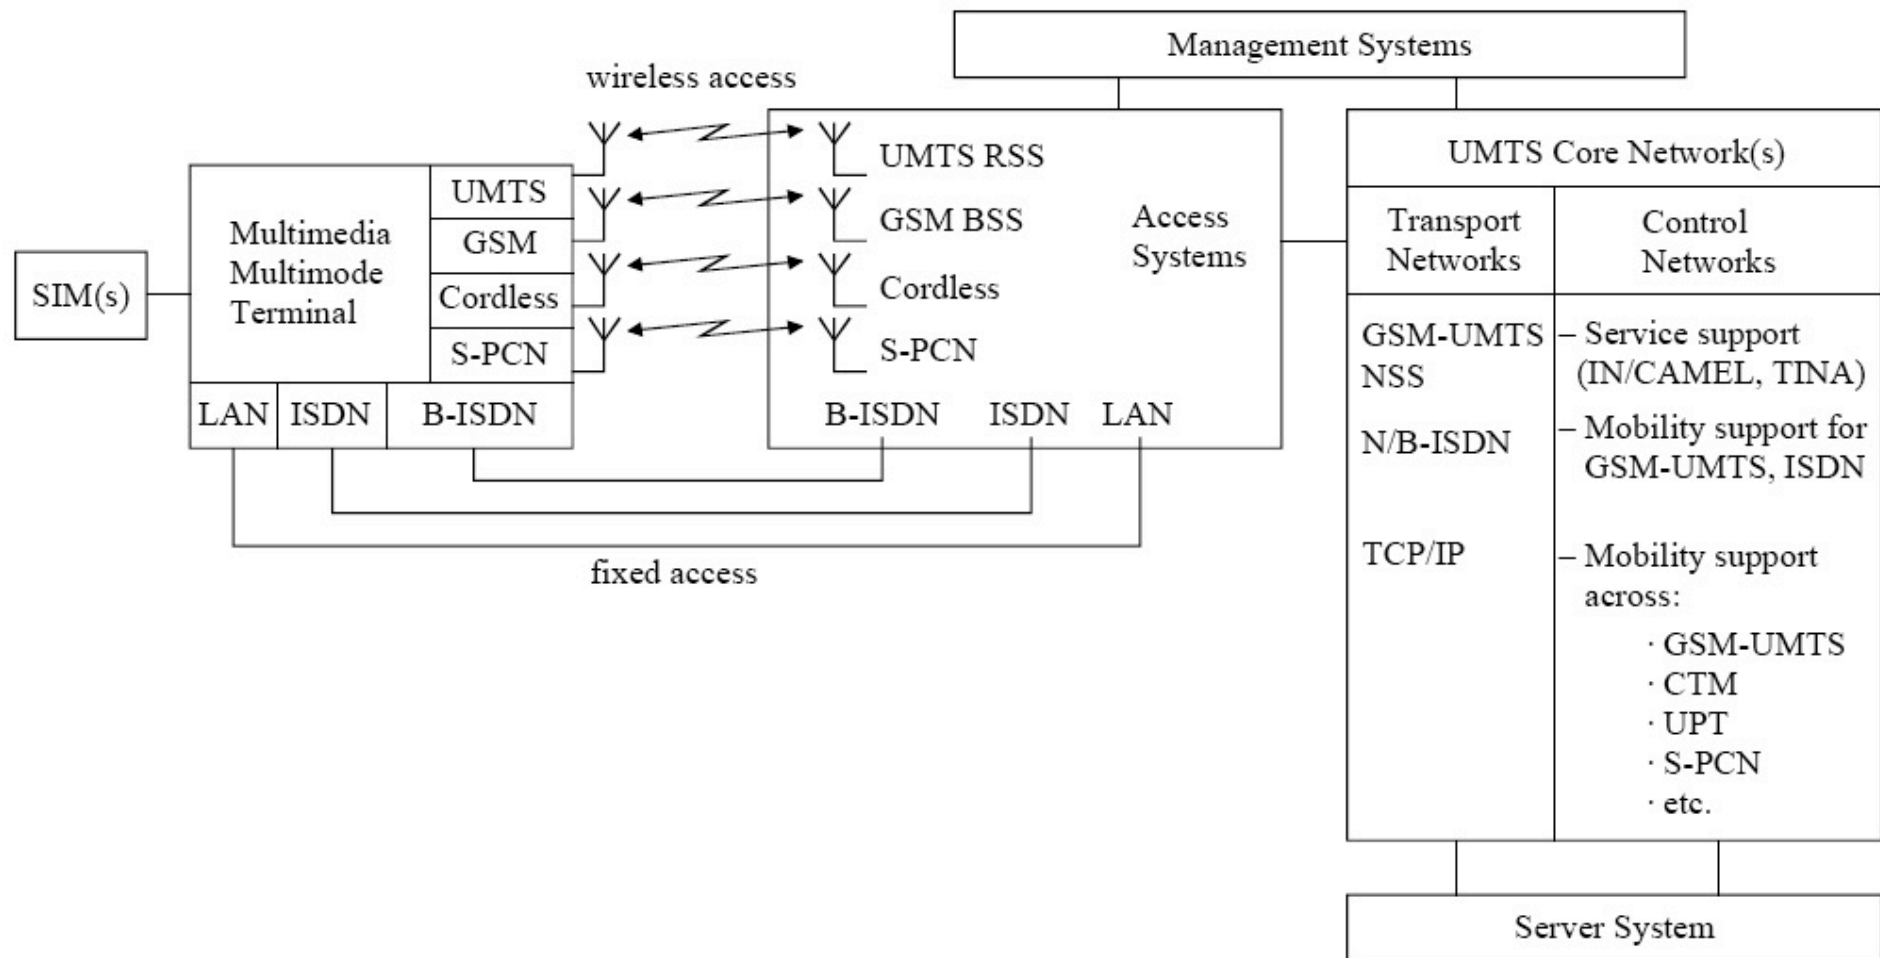 Management Systems
wireless access
UMTS RSS
GSM BSS
Cordless
S-PCN
Access
Systems
B-ISDN
ISDN
LAN
UMTS
GSM
Cordless
S-PCN
Multimedia
Multimode
Terminal
SIM(s)
LAN
ISDN
B-ISDN
fixed access
UMTS Core Network(s)
Transport
Networks
Control
Networks
GSM-UMTS
NSS
N/B-ISDN
TCP/IP
– Service support
(IN/CAMEL, TINA)
– Mobility support for
GSM-UMTS, ISDN
– Mobility support
across:
· GSM-UMTS
· CTM
· UPT
· S-PCN
· etc.
Server System